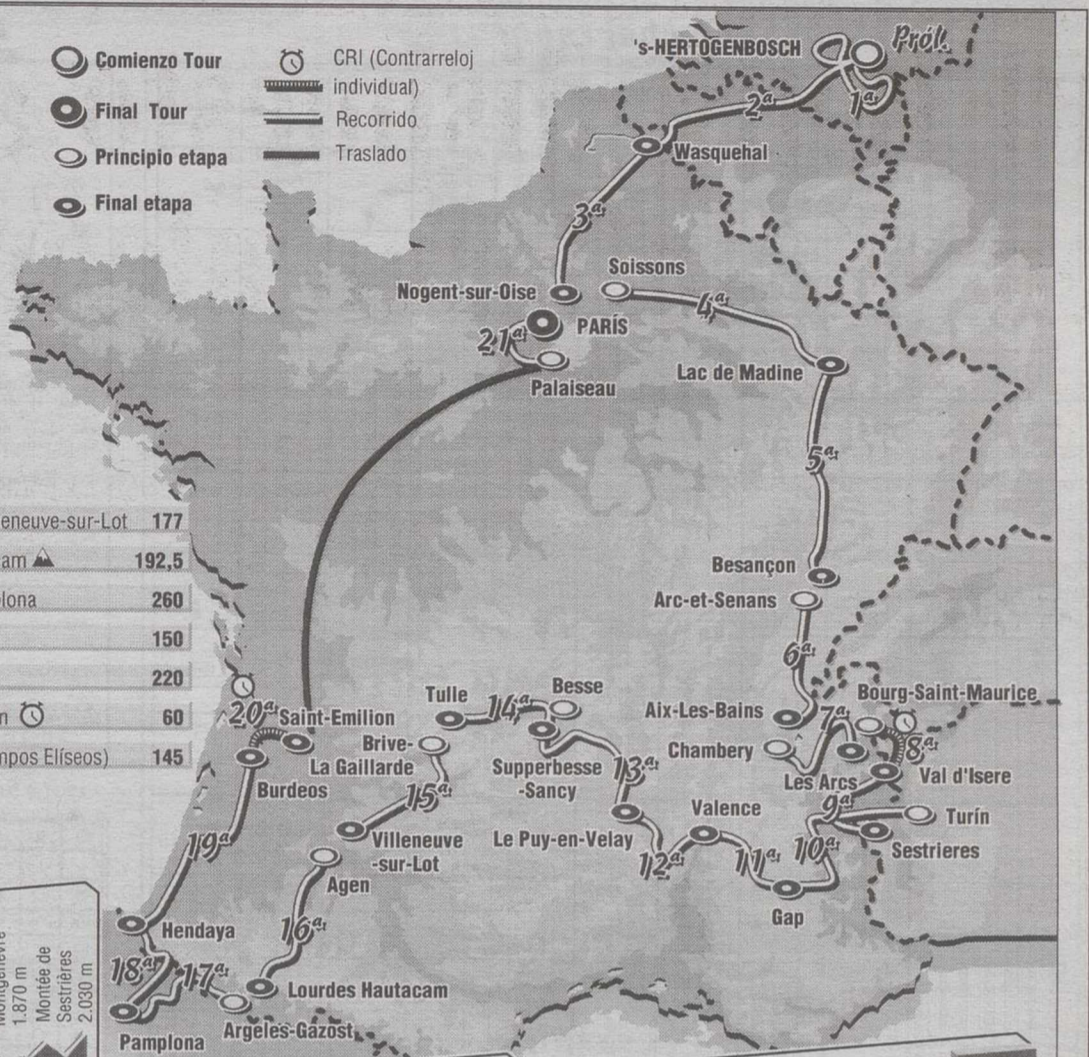 Comienzo Tour
Final Tour
Principio etapa
Final etapa
CRI (Contrarreloj
individual)
Recorrido
Traslado
's-HERTOGENBOSCH
Pról.
1ª
2ª
Wasquehal
3ª
Soissons
Nogent-sur-Oise
4ª
PARÍS
21ª
Palaiseau
Lac de Madine
5ª
Besançon
Arc-et-Senans
6ª
Aix-Les-Bains
Bourg-Saint-Maurice
7ª
8ª
Chambery
Les Arcs
Val d'Isere
9ª
Turín
Sestrieres
10ª
Gap
11ª
Valence
12ª
Le Puy-en-Velay
13ª
Supperbesse
-Sancy
Besse
14ª
Tulle
Brive-
La Gaillarde
15ª
Villeneuve
-sur-Lot
Agen
16ª
Lourdes Hautacam
Argeles-Gazost
17ª
18ª
Pamplona
Hendaya
19ª
Burdeos
20ª
Saint-Emilion
eneuve-sur-Lot 177
am 192,5
plona 260
150
220
n 60
mpos Elíseos) 145
1.870 m
Montée de
Sestrières
2.030 m